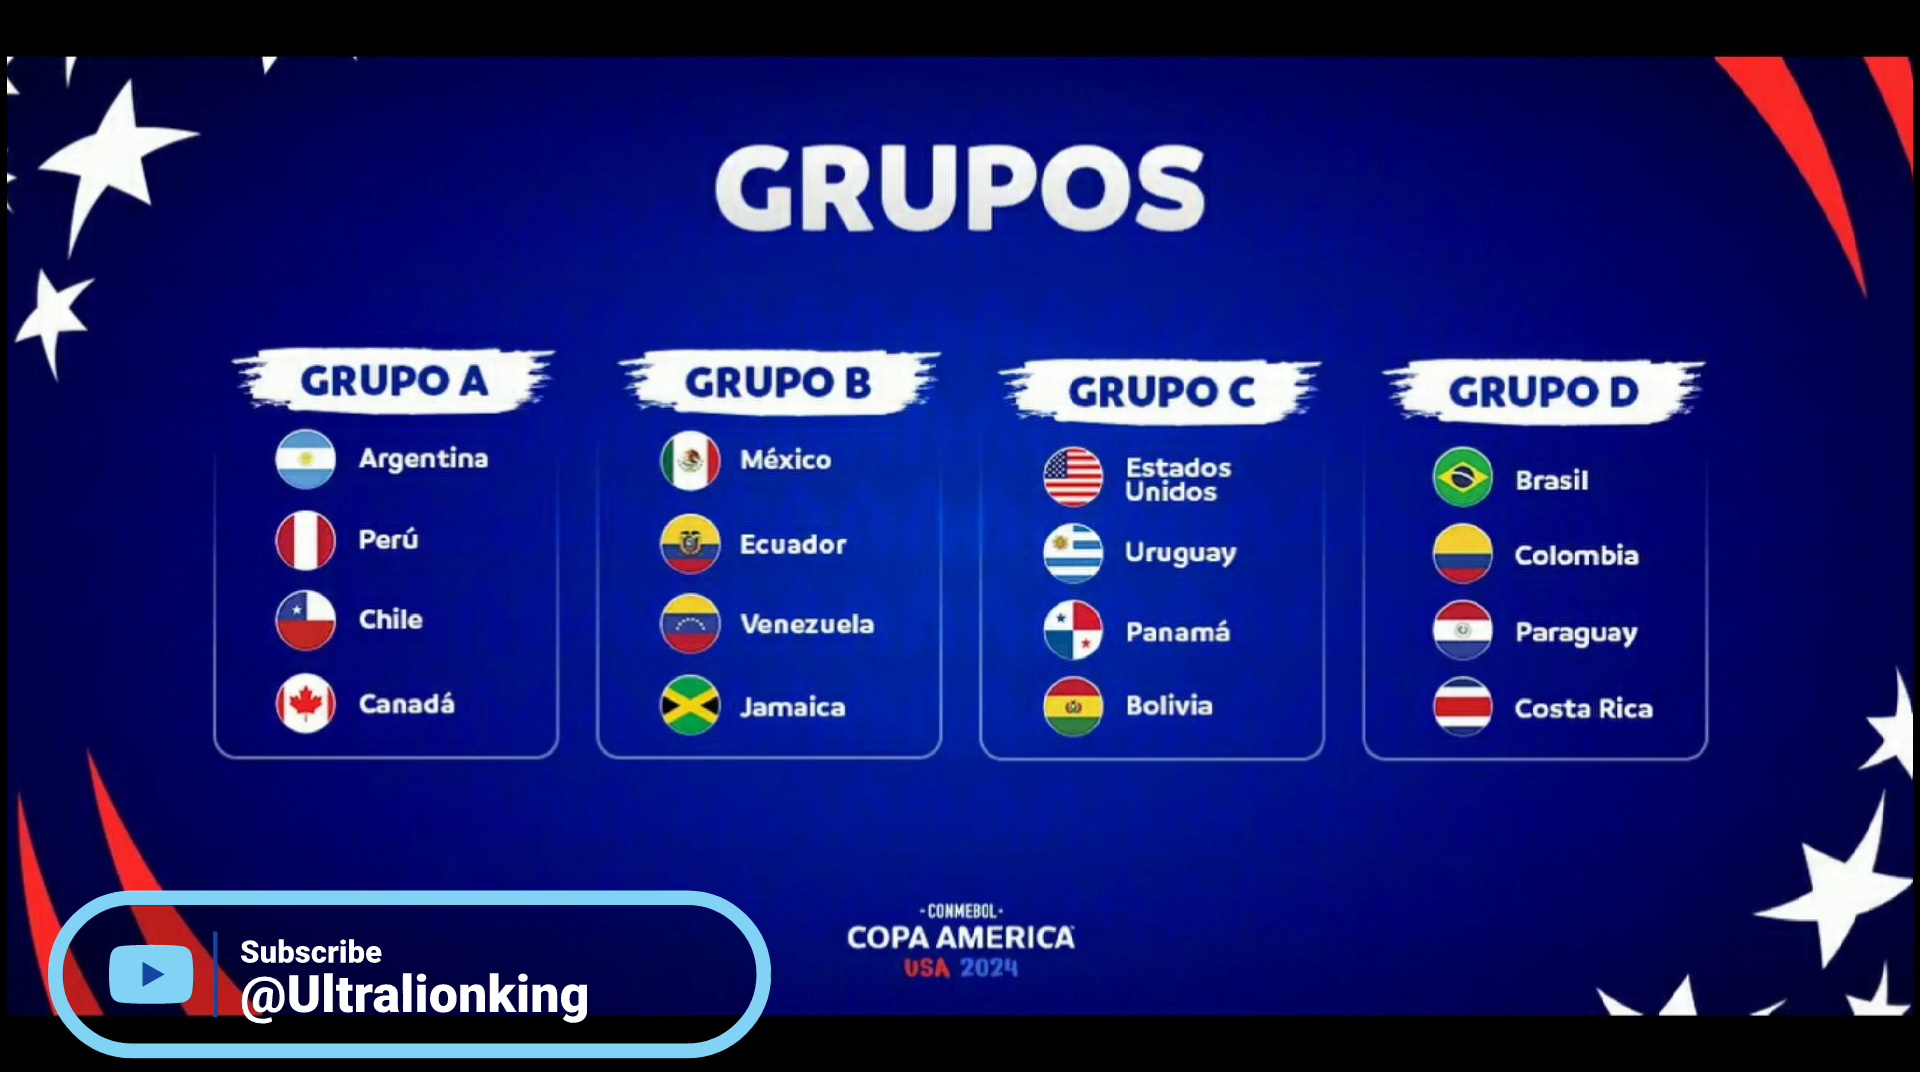 GRUPOS
GRUPO A
Argentina
Perú
Chile
Canadá
GRUPO B
México
Ecuador
Venezuela
Jamaica
GRUPO C
Estados
Unidos
Uruguay
Panamá
Bolivia
GRUPO D
Brasil
Colombia
Paraguay
Costa Rica
-CONMEBOL-
COPA AMERICA
USA 2024
Subscribe
@Ultralionking